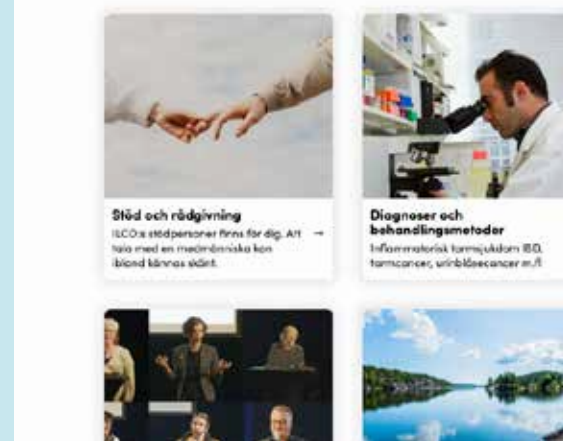 Stöd och rådgivning
ILCO:s stödpersoner finns för dig. Att →
tala med en medmänniska kan
ibland kännas skönt.
Diagnoser och
behandlingsmetoder
Inflammatorisk tarmsjukdom IBD,
tarmcancer, urinblåsecancer m.fl